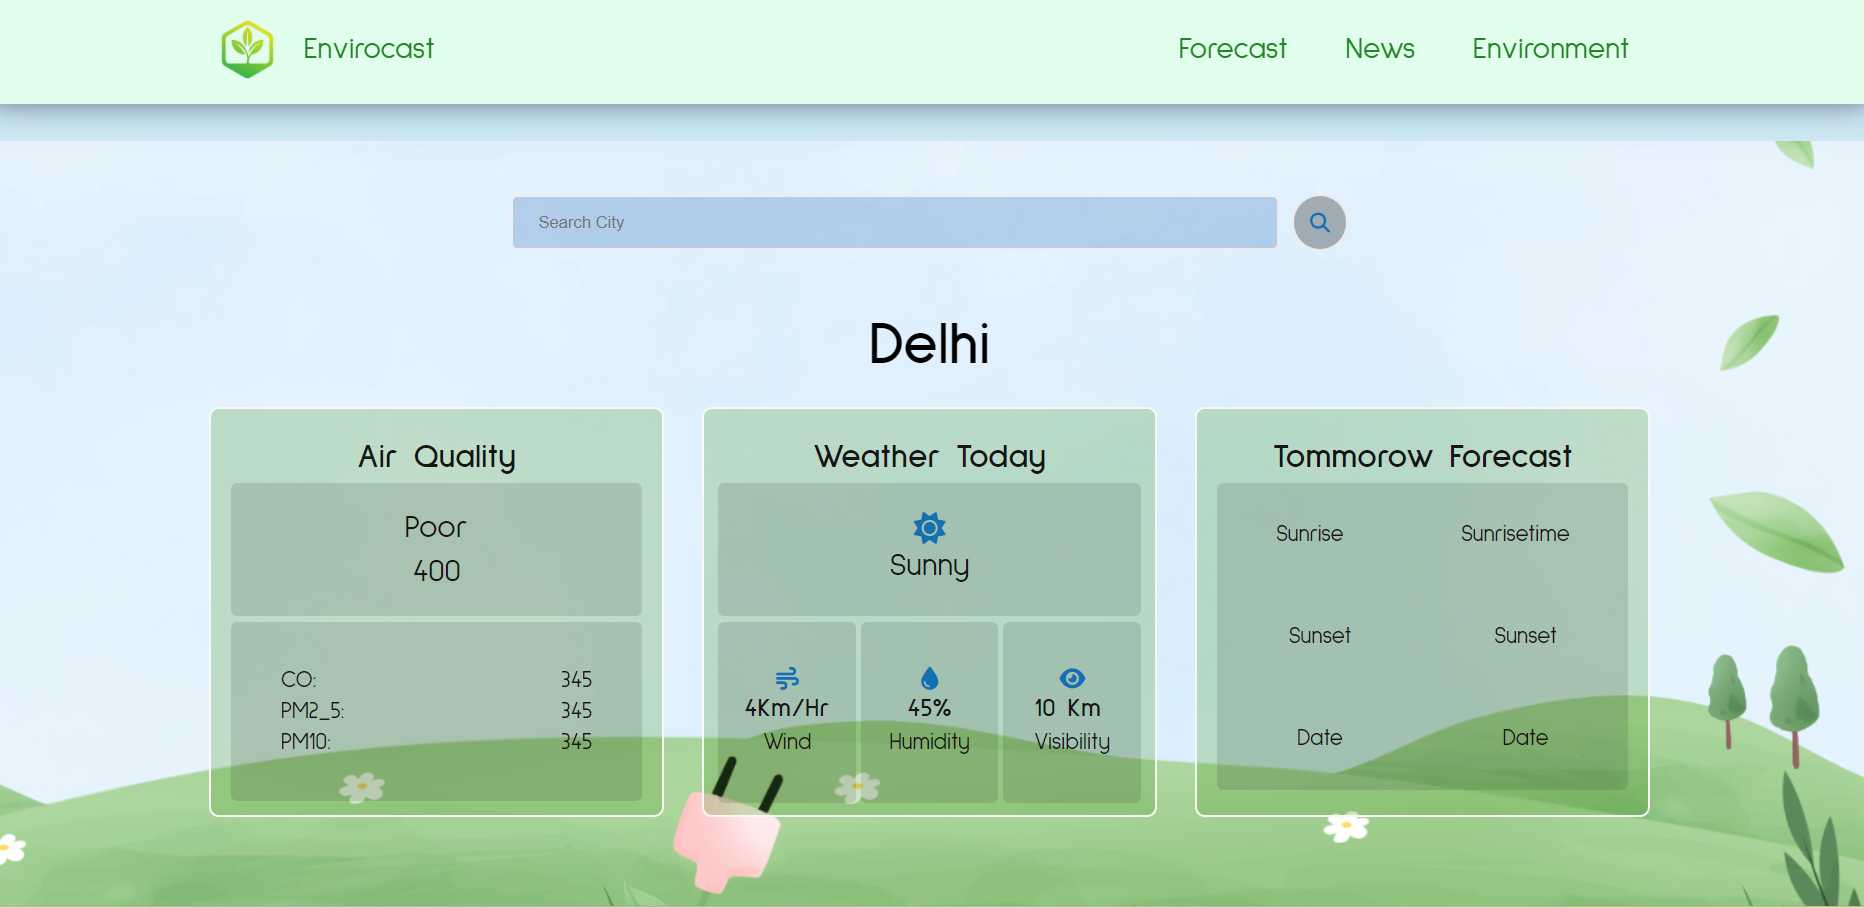 Envirocast
Forecast News Environment
Search City
Delhi
Air Quality
Poor
400
CO: 345
PM2_5: 345
PM10: 345
Weather Today
Sunny
4Km/Hr 45% 10 Km
Wind Humidity Visibility
Tommorow Forecast
Sunrise Sunrisetime
Sunset Sunset
Date Date